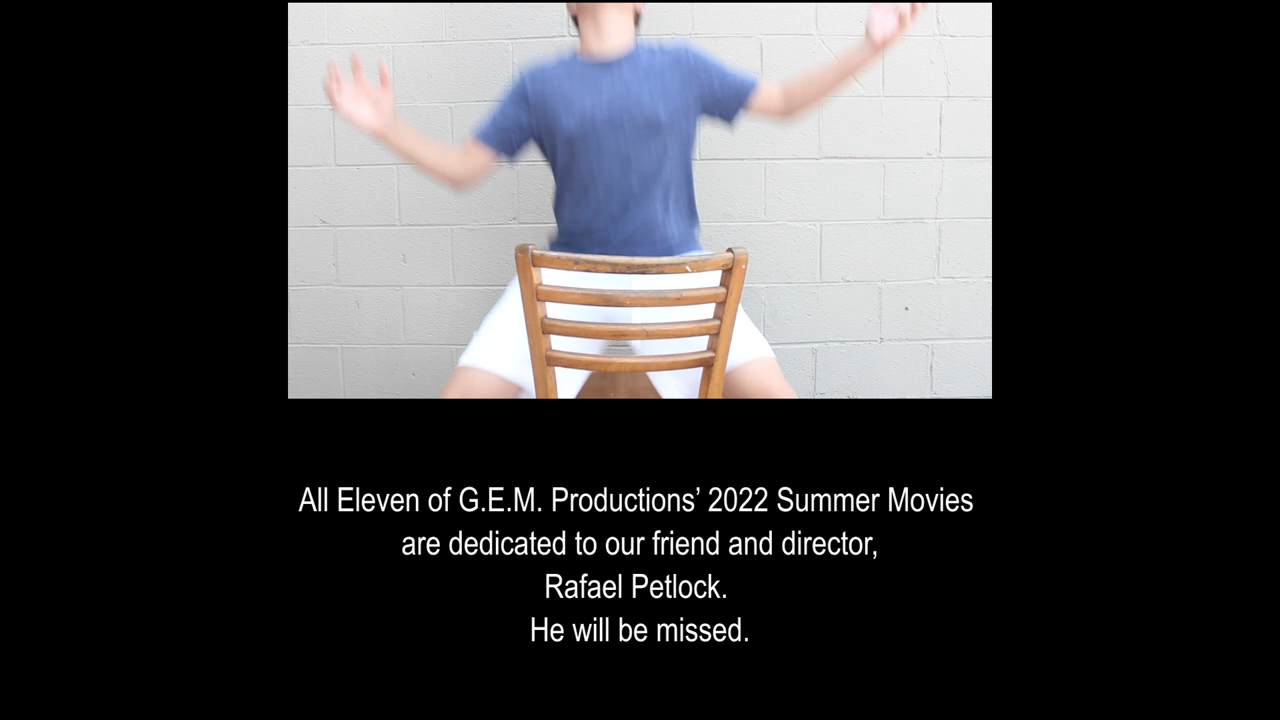 All Eleven of G.E.M. Productions’ 2022 Summer Movies
are dedicated to our friend and director,
Rafael Petlock.
He will be missed.